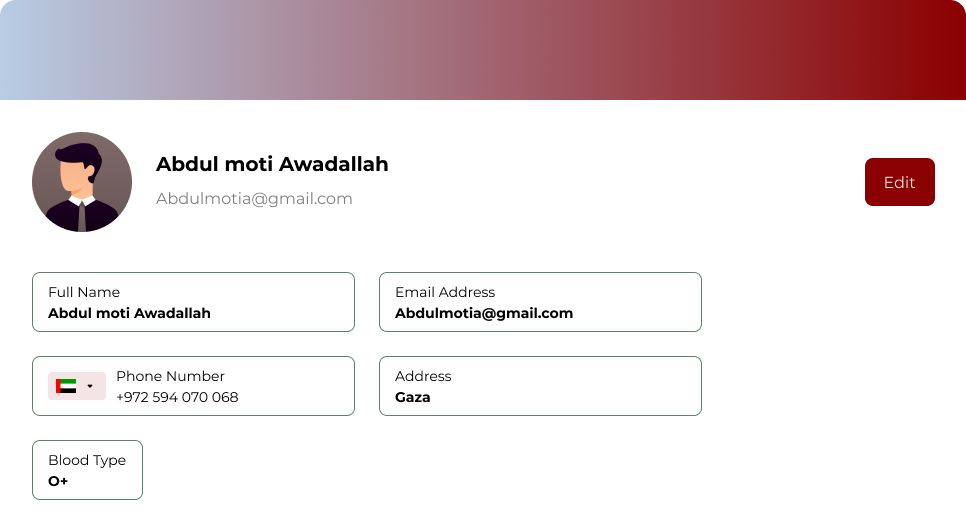 Abdul moti Awadallah
Abdulmotia@gmail.com
Edit
Full Name
Abdul moti Awadallah
Email Address
Abdulmotia@gmail.com
Phone Number
+972 594 070 068
Address
Gaza
Blood Type
O+